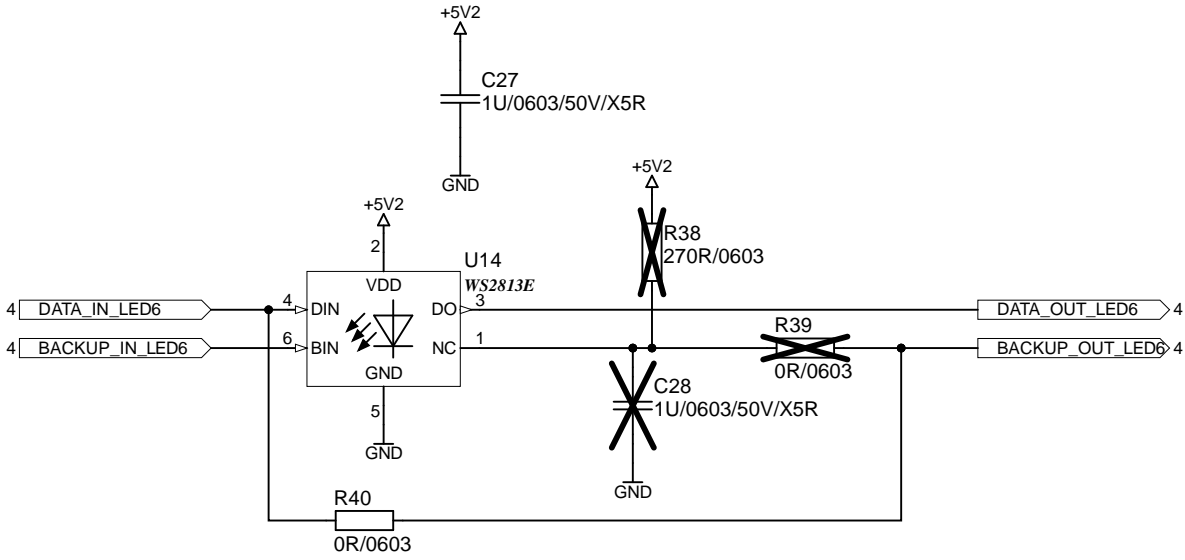 +5V2
C27
1U/0603/50V/X5R
GND
+5V2
R38
270R/0603
+5V2
2
U14
WS2813E
VDD
4 DATA_IN_LED6 4 DIN DO 3 DATA_OUT_LED6 4
R39
4 BACKUP_IN_LED6 6 BIN NC 1 BACKUP_OUT_LED6 4
0R/0603
GND
C28
1U/0603/50V/X5R
5
GND
GND
R40
0R/0603